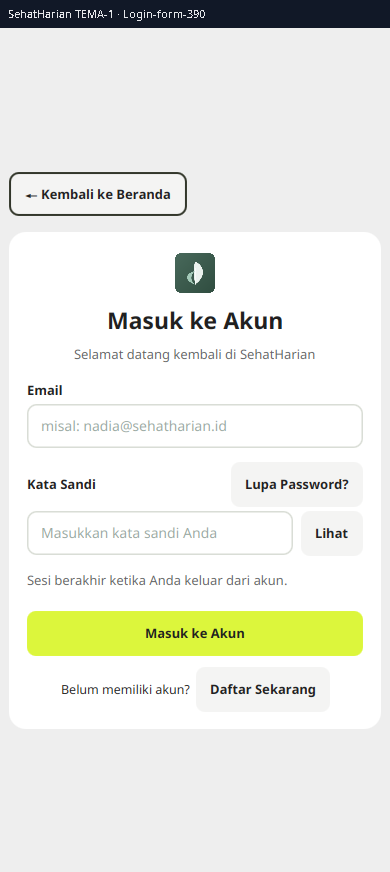 SehatHarian TEMA-1 · Login-form-390
← Kembali ke Beranda
Masuk ke Akun
Selamat datang kembali di SehatHarian
Email
misal: nadia@sehatharian.id
Kata Sandi
Lupa Password?
Masukkan kata sandi Anda
Lihat
Sesi berakhir ketika Anda keluar dari akun.
Masuk ke Akun
Belum memiliki akun? Daftar Sekarang